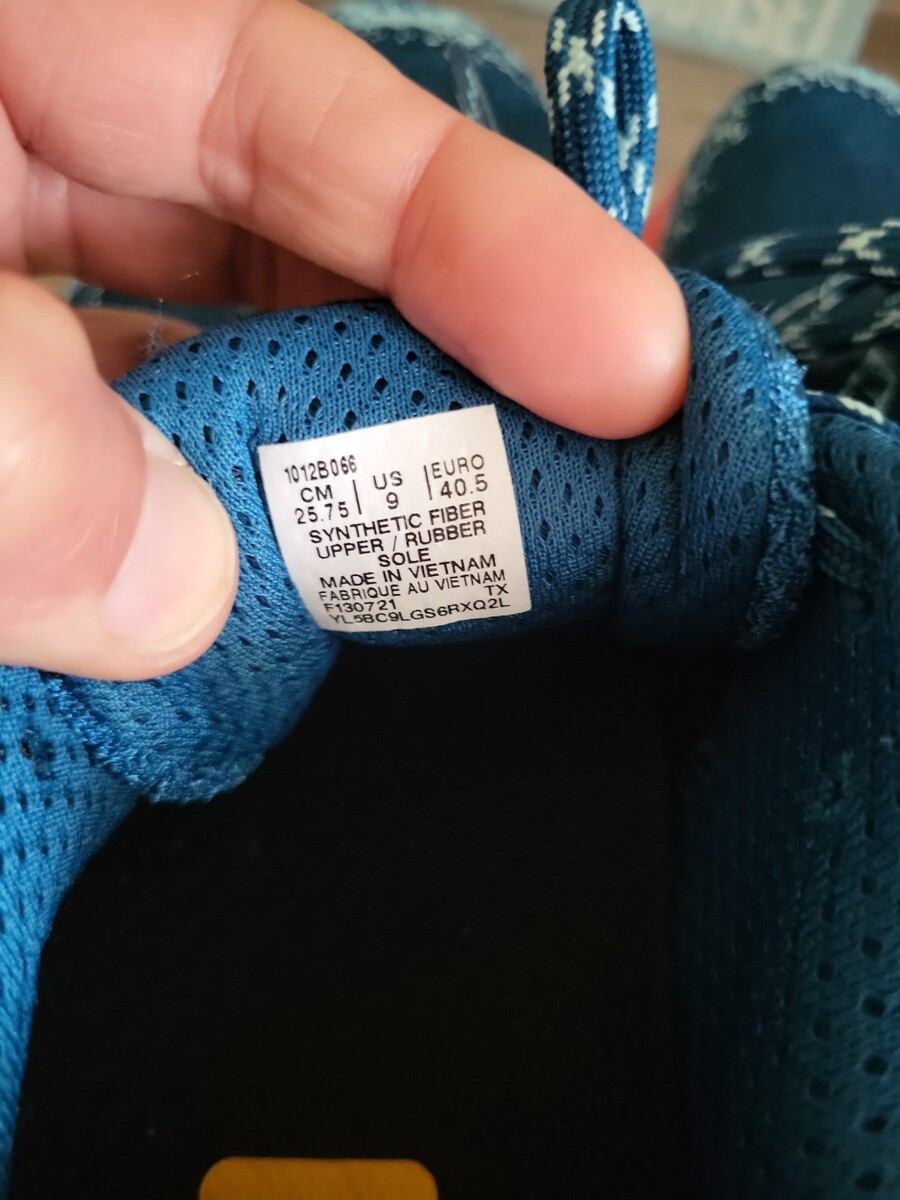 1012B066
CM | US | EURO
25.75 | 9 | 40.5
SYNTHETIC FIBER
UPPER / RUBBER
SOLE
MADE IN VIETNAM
FABRIQUE AU VIETNAM
F130721 TX
YL5BC9LGS6RXQ2L